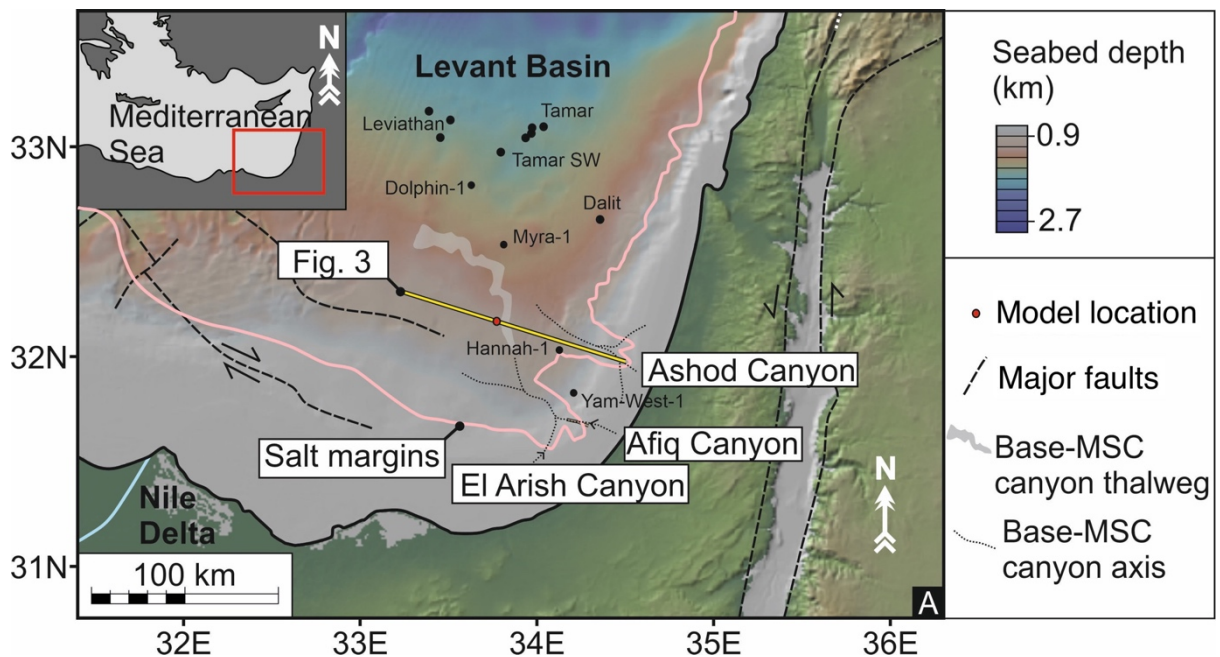 N
Mediterranean
Sea
Levant Basin
Leviathan
Tamar
Tamar SW
Dolphin-1
Dalit
Myra-1
Fig. 3
Hannah-1
Ashod Canyon
Yam-West-1
Afiq Canyon
Salt margins
El Arish Canyon
Nile
Delta
N
100 km
A
33N
32N
31N
32E
33E
34E
35E
36E
Seabed depth
(km)
0.9
2.7
Model location
Major faults
Base-MSC
canyon thalweg
Base-MSC
canyon axis